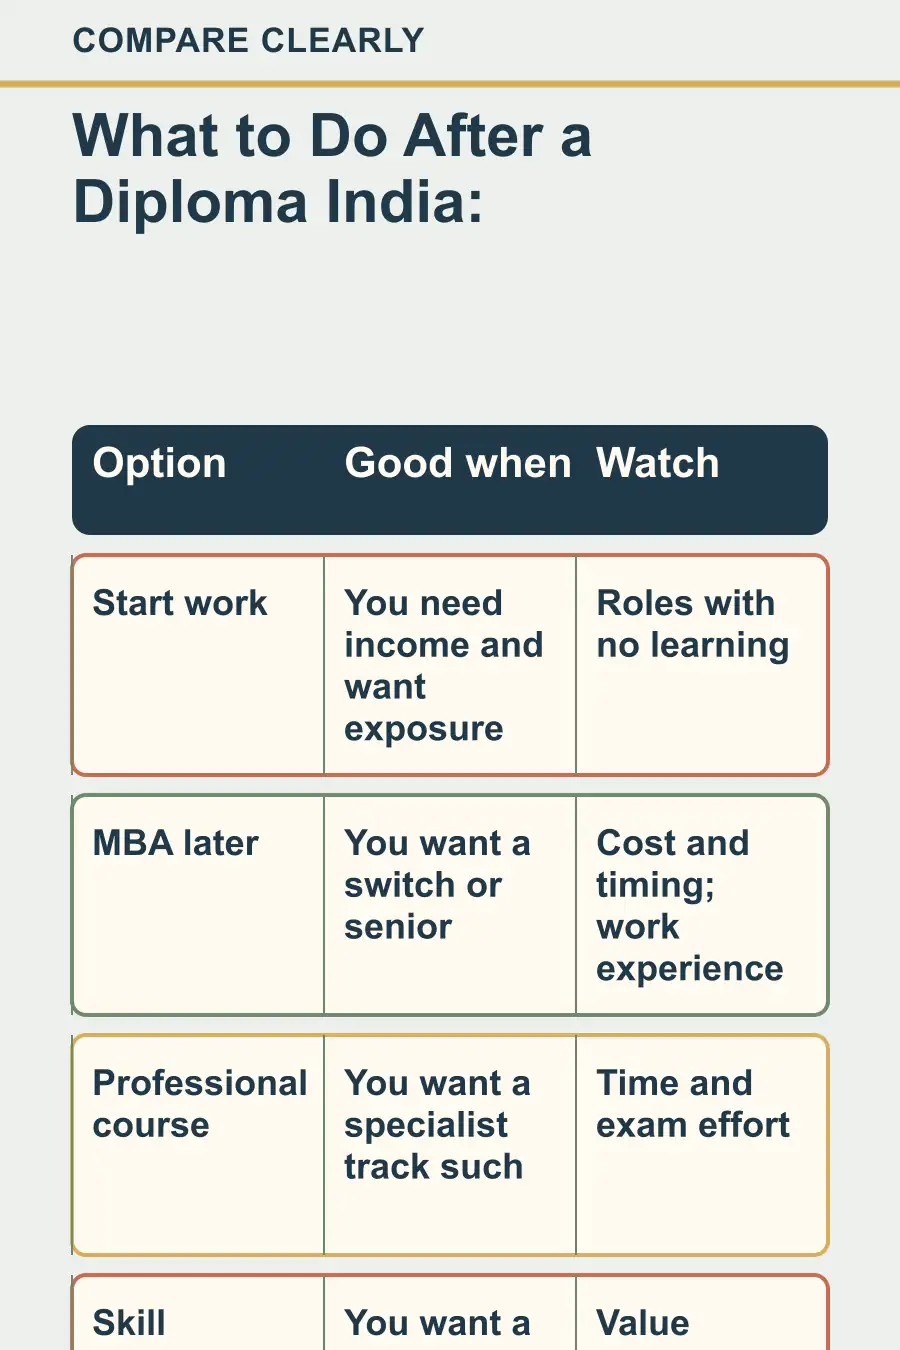 COMPARE CLEARLY
What to Do After a
Diploma India:
Option Good when Watch
Start work
You need
income and
want
exposure
Roles with
no learning
MBA later
You want a
switch or
senior
Cost and
timing;
work
experience
Professional
course
You want a
specialist
track such
Time and
exam effort
Skill
You want a
Value